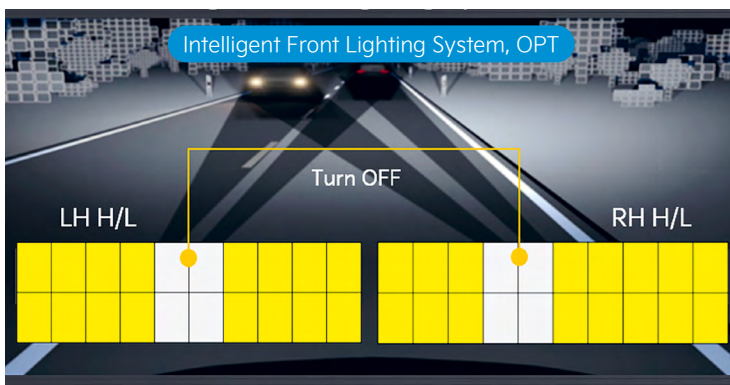 Intelligent Front Lighting System, OPT
Turn OFF
LH H/L
RH H/L